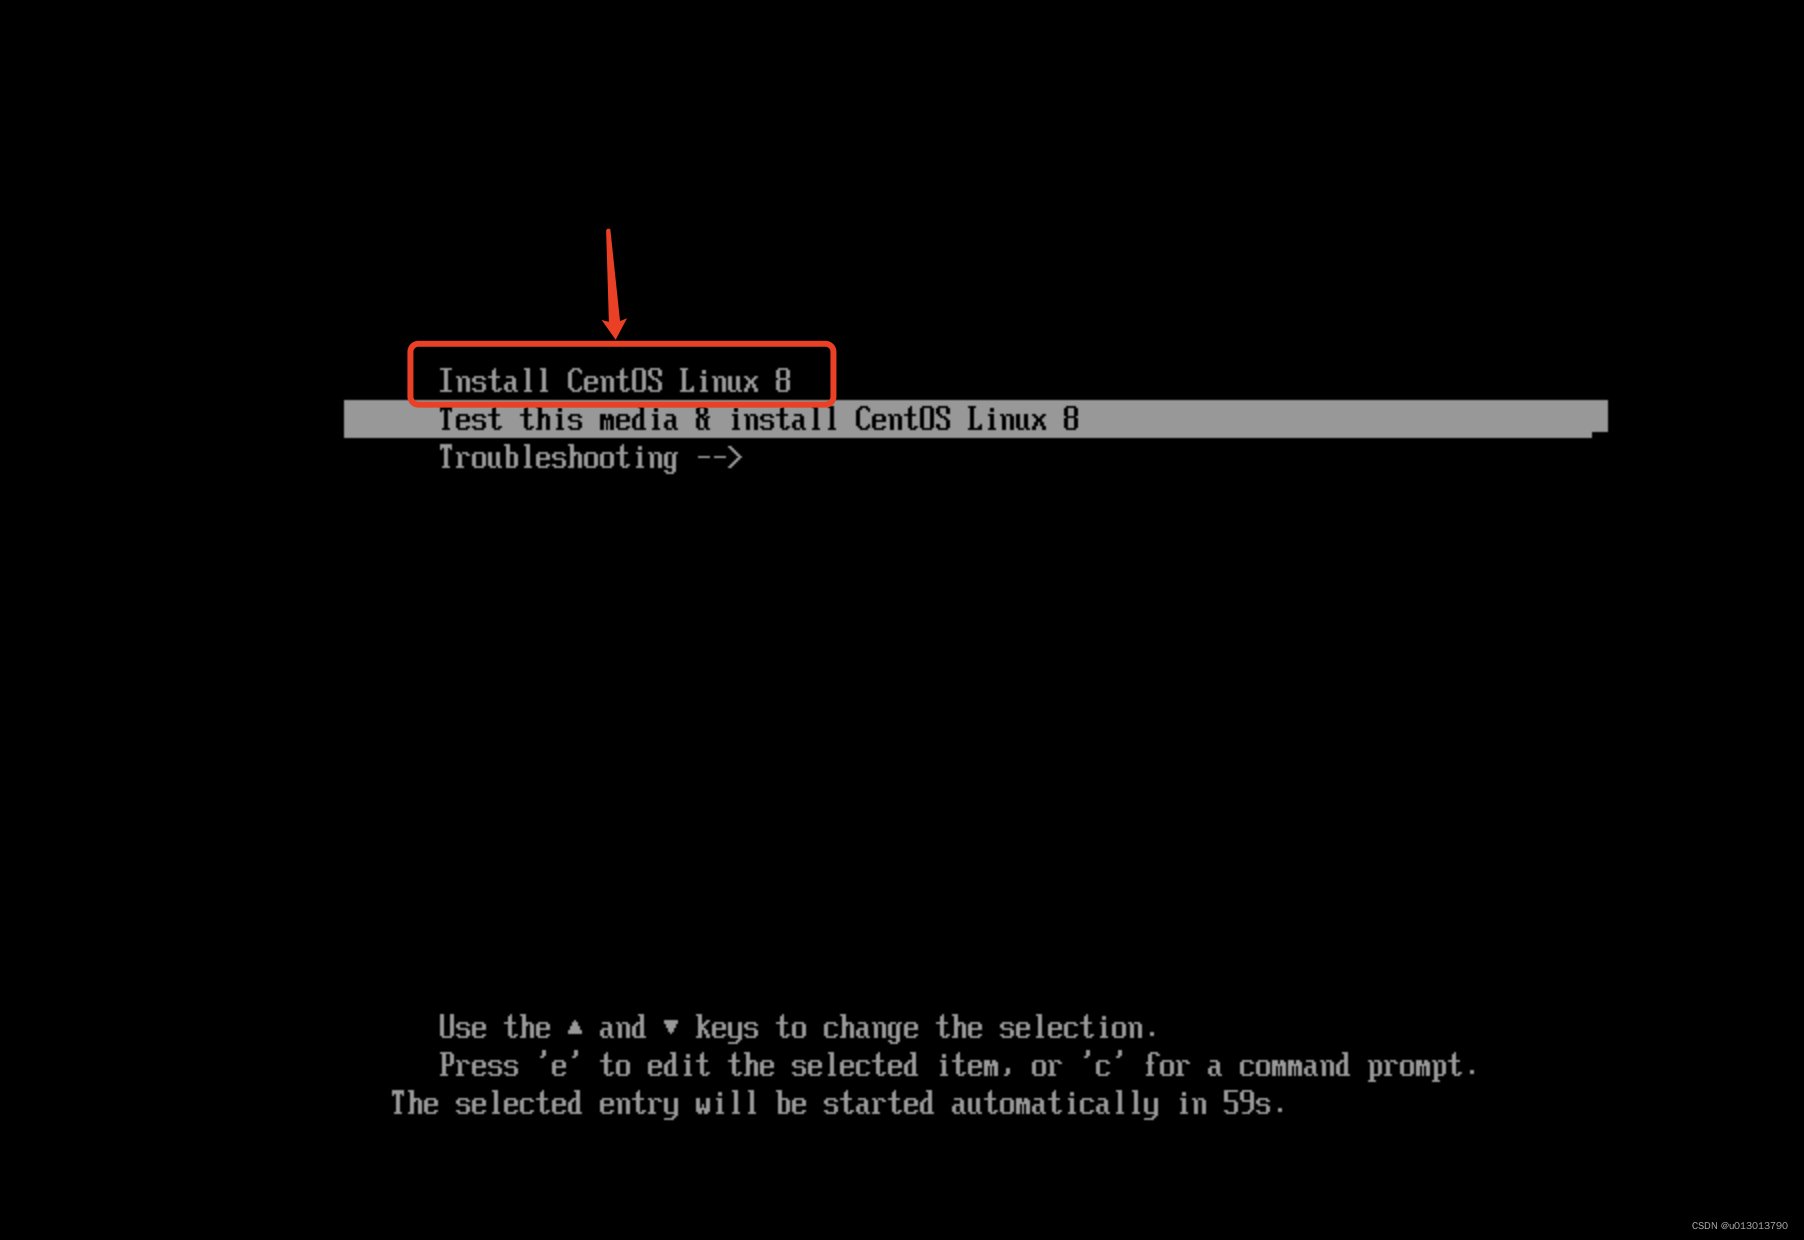 Install CentOS Linux 8
Test this media & install CentOS Linux 8
Troubleshooting -->
Use the ▲ and ▼ keys to change the selection.
Press 'e' to edit the selected item, or 'c' for a command prompt.
The selected entry will be started automatically in 59s.
CSDN @u013013790